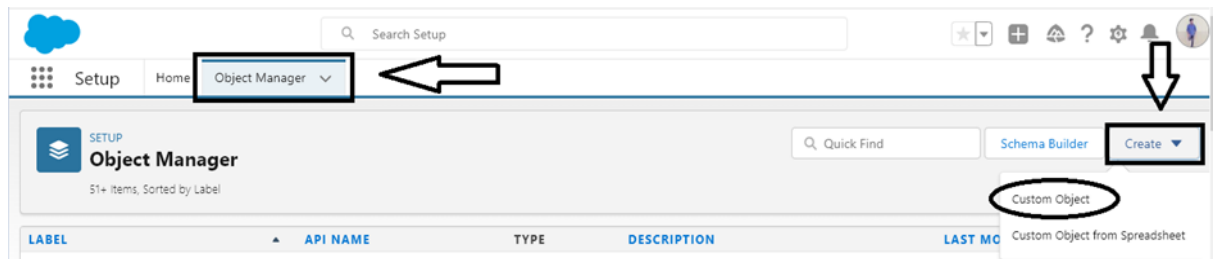 Search Setup
Setup Home Object Manager
SETUP
Object Manager
51+ Items, Sorted by Label
Quick Find
Schema Builder
Create
Custom Object
Custom Object from Spreadsheet
LABEL API NAME TYPE DESCRIPTION LAST MO